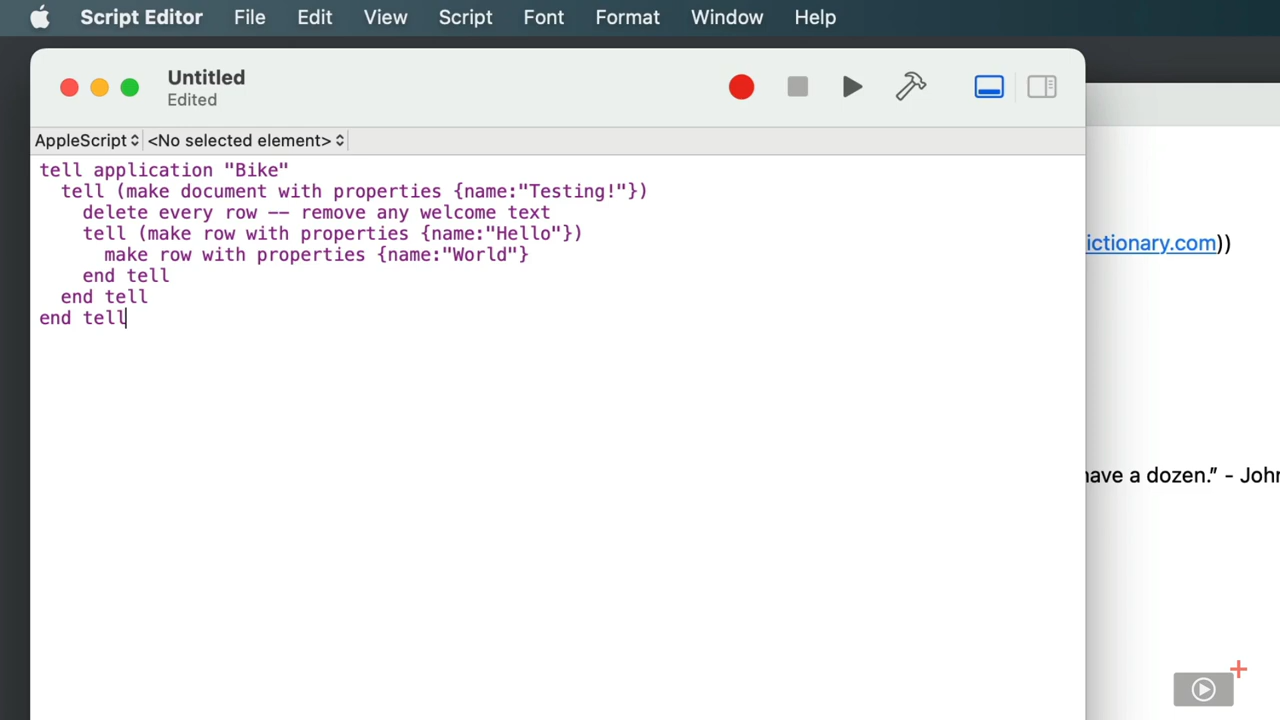 Script Editor File Edit View Script Font Format Window Help
Untitled
Edited
AppleScript <No selected element>
tell application "Bike"
tell (make document with properties {name:"Testing!"})
delete every row -- remove any welcome text
tell (make row with properties {name:"Hello"})
make row with properties {name:"World"}
end tell
end tell
end tell
ictionary.com))
have a dozen.” - John